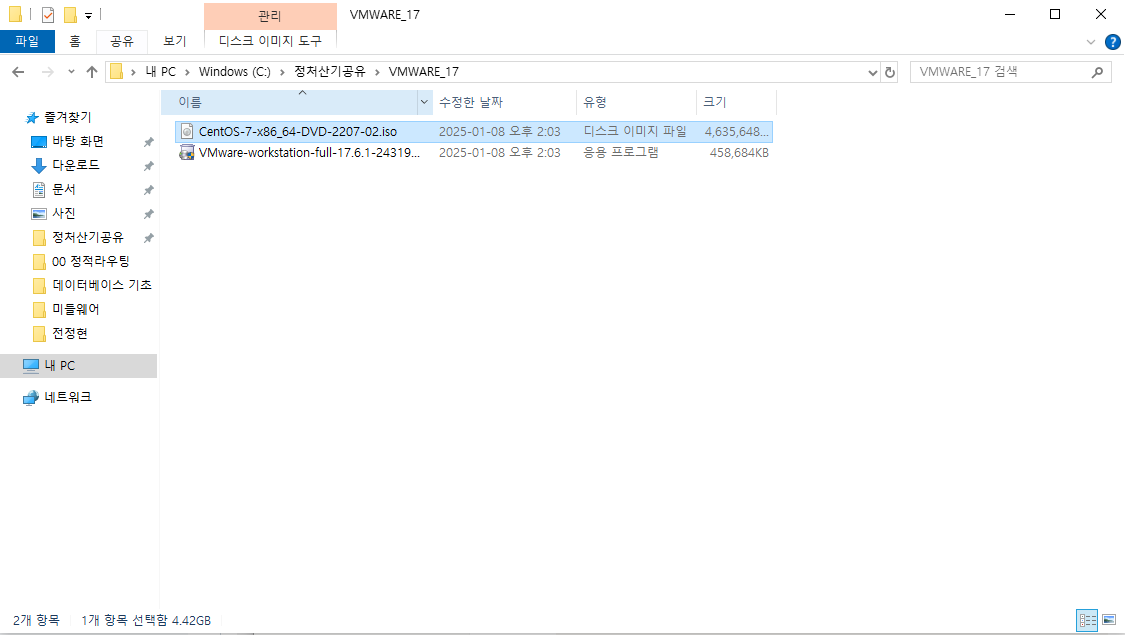 관리 VMWARE_17
파일 홈 공유 보기 디스크 이미지 도구
내 PC Windows (C:) 정처산기공유 VMWARE_17 VMWARE_17 검색
이름 수정한 날짜 유형 크기
CentOS-7-x86_64-DVD-2207-02.iso 2025-01-08 오후 2:03 디스크 이미지 파일 4,635,648...
VMware-workstation-full-17.6.1-24319... 2025-01-08 오후 2:03 응용 프로그램 458,684KB
즐겨찾기
바탕 화면
다운로드
문서
사진
정처산기공유
00 정적라우팅
데이터베이스 기초
미들웨어
전정현
내 PC
네트워크
2개 항목 1개 항목 선택함 4.42GB